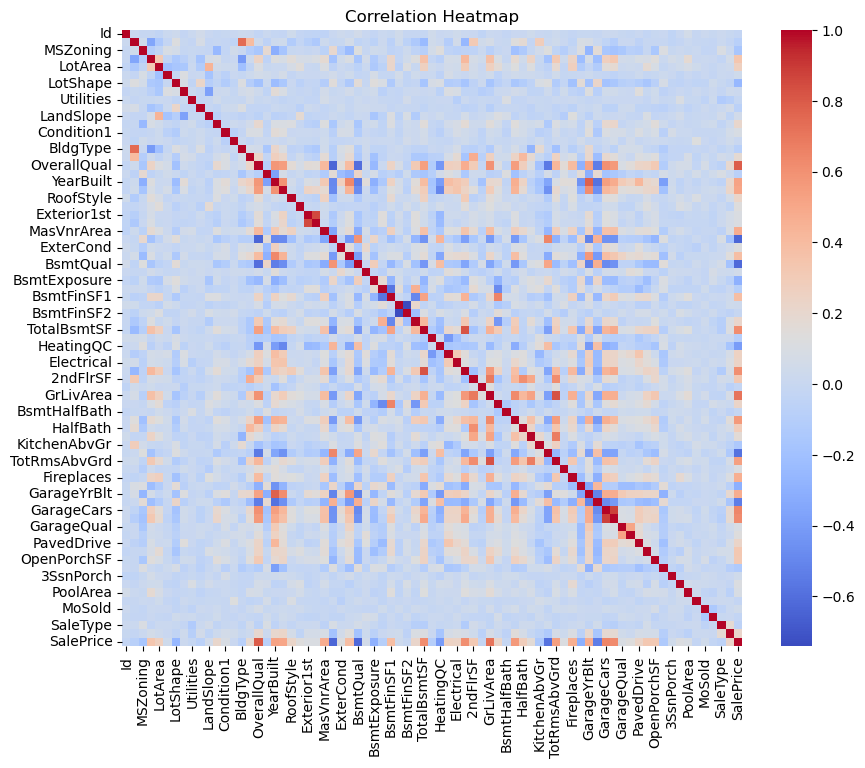 Correlation Heatmap
Id
MSZoning
LotArea
LotShape
Utilities
LandSlope
Condition1
BldgType
OverallQual
YearBuilt
RoofStyle
Exterior1st
MasVnrArea
ExterCond
BsmtQual
BsmtExposure
BsmtFinSF1
BsmtFinSF2
TotalBsmtSF
HeatingQC
Electrical
2ndFlrSF
GrLivArea
BsmtHalfBath
HalfBath
KitchenAbvGr
TotRmsAbvGrd
Fireplaces
GarageYrBlt
GarageCars
GarageQual
PavedDrive
OpenPorchSF
3SsnPorch
PoolArea
MoSold
SaleType
SalePrice
Id
MSZoning
LotArea
LotShape
Utilities
LandSlope
Condition1
BldgType
OverallQual
YearBuilt
RoofStyle
Exterior1st
MasVnrArea
ExterCond
BsmtQual
BsmtExposure
BsmtFinSF1
BsmtFinSF2
TotalBsmtSF
HeatingQC
Electrical
2ndFlrSF
GrLivArea
BsmtHalfBath
HalfBath
KitchenAbvGr
TotRmsAbvGrd
Fireplaces
GarageYrBlt
GarageCars
GarageQual
PavedDrive
OpenPorchSF
3SsnPorch
PoolArea
MoSold
SaleType
SalePrice
1.0
0.8
0.6
0.4
0.2
0.0
−0.2
−0.4
−0.6